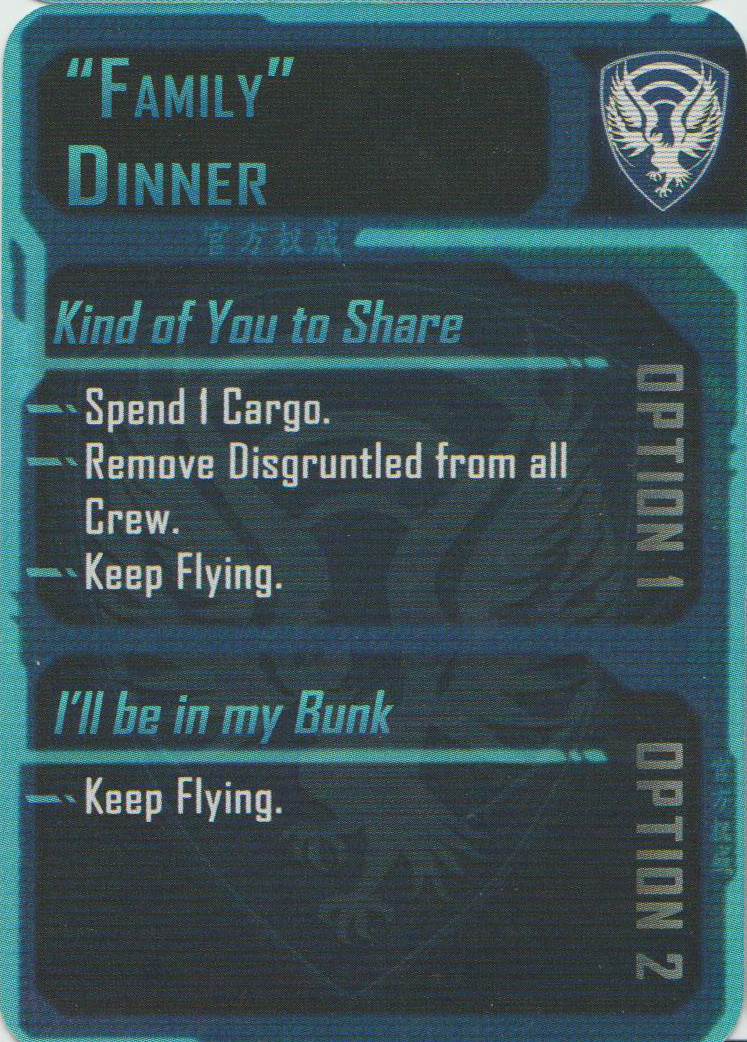 “FAMILY”
DINNER
官方权威
Kind of You to Share
Spend 1 Cargo.
Remove Disgruntled from all
Crew.
Keep Flying.
OPTION 1
I'll be in my Bunk
Keep Flying.
OPTION 2